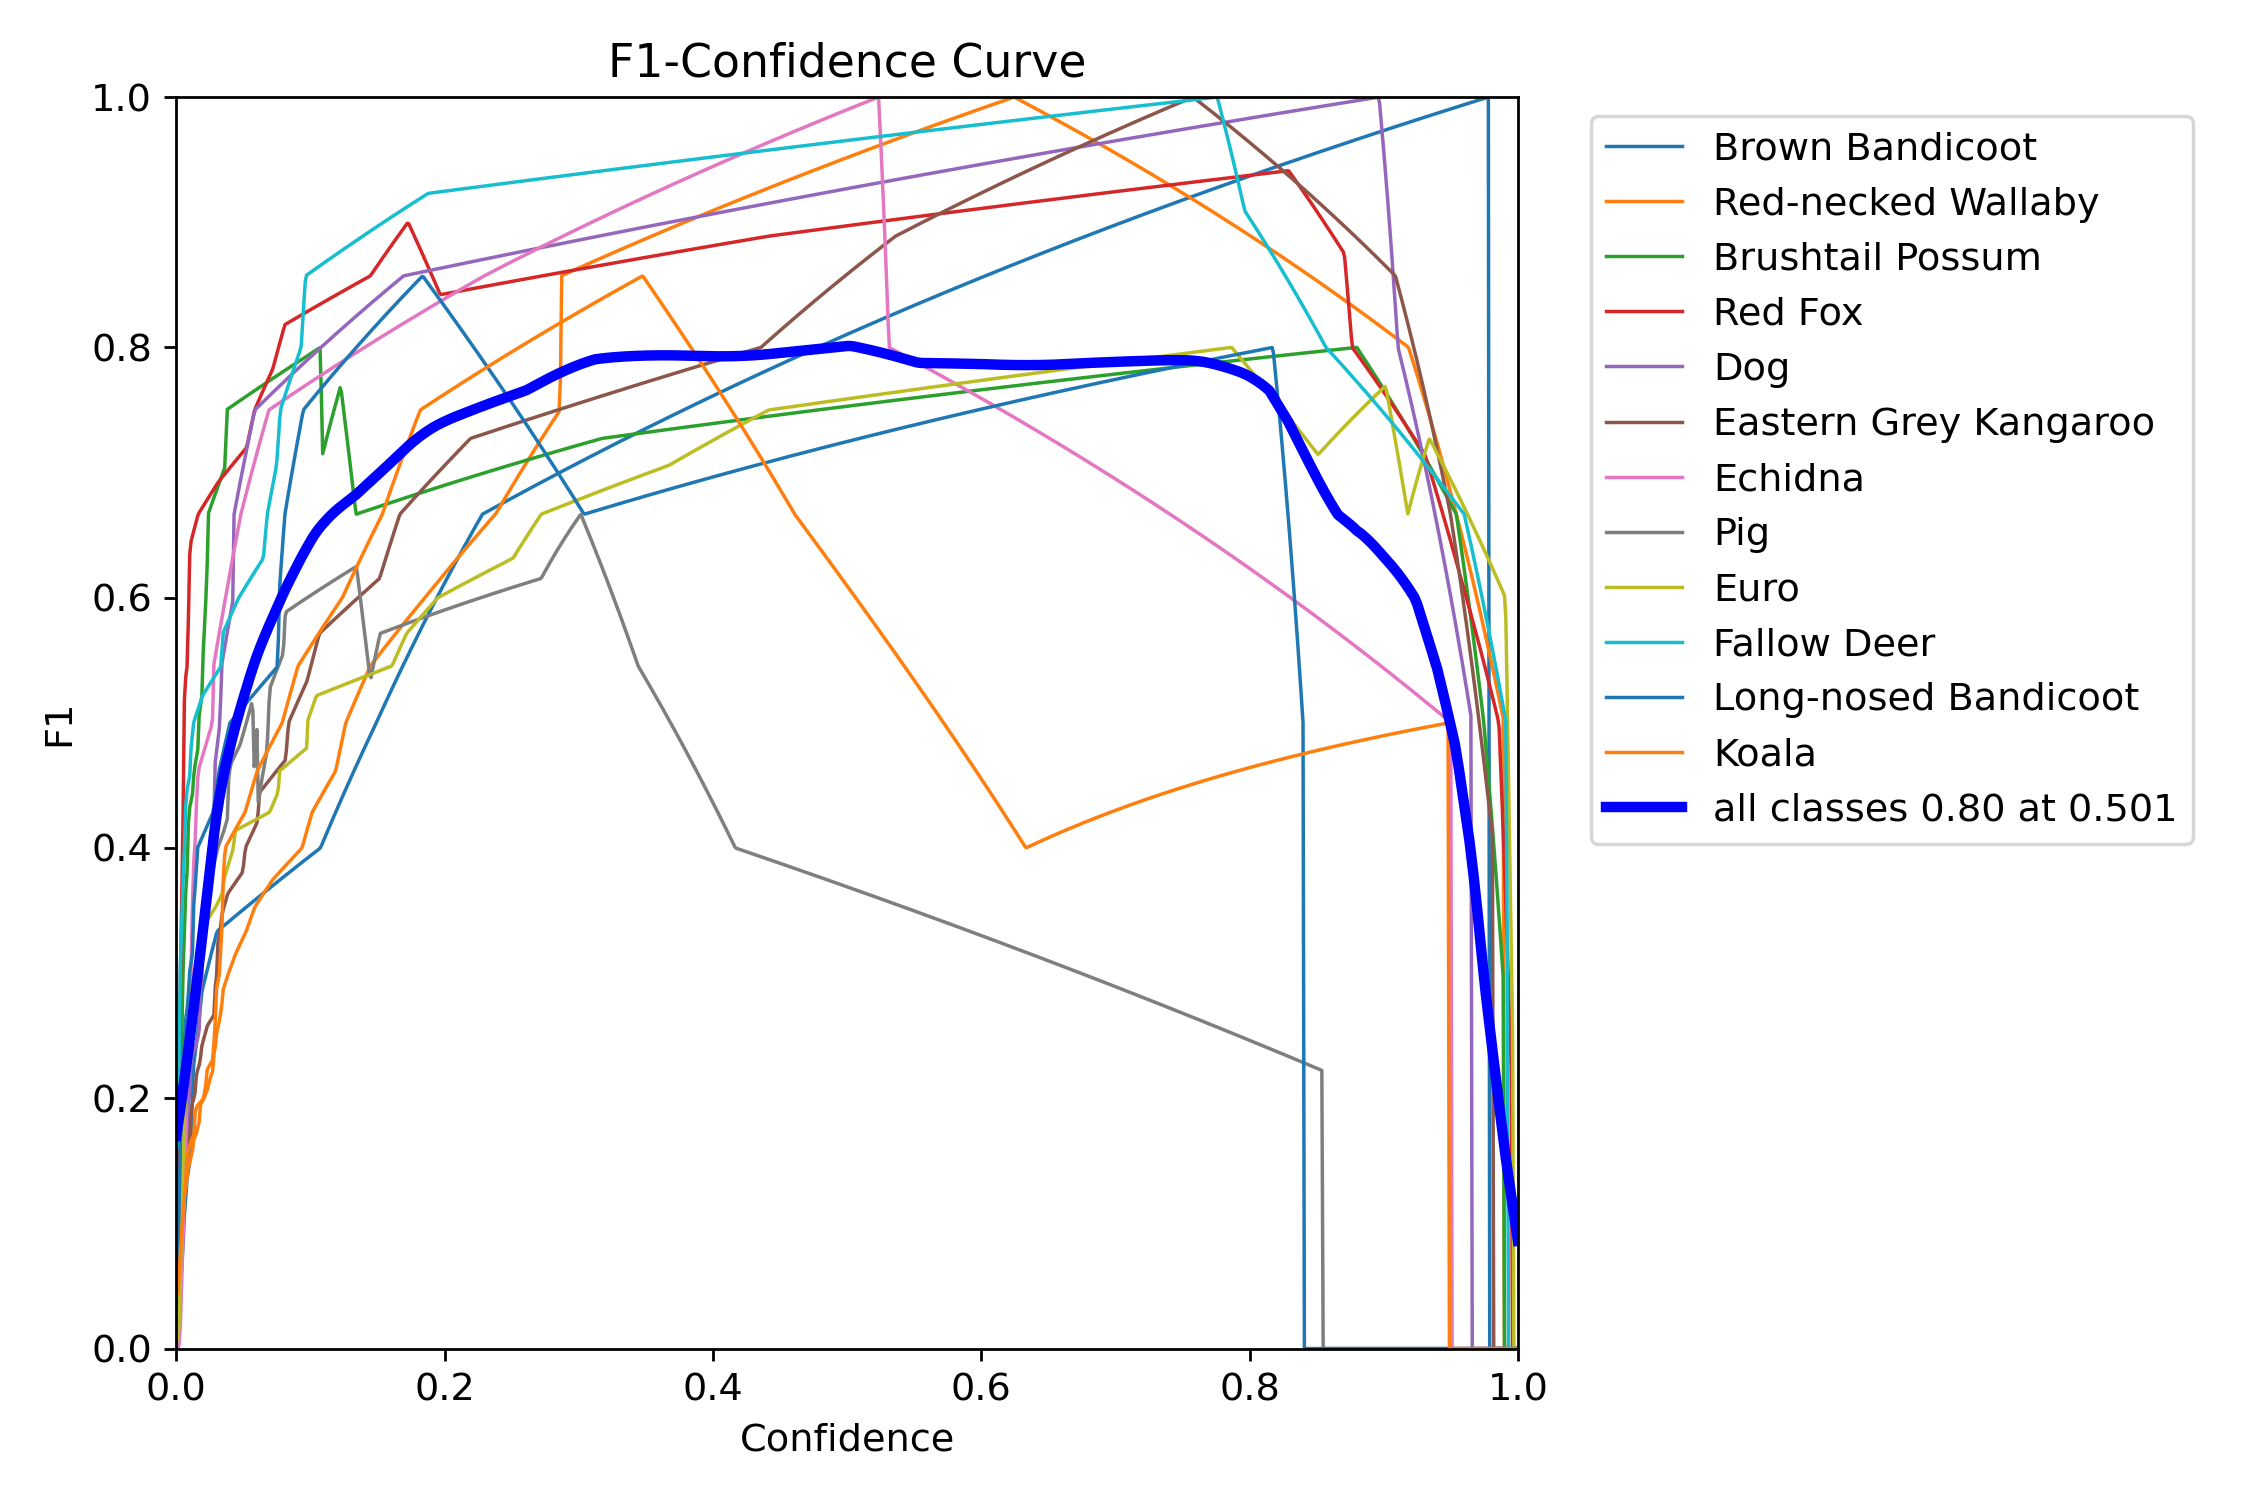 F1-Confidence Curve
1.0
0.8
0.6
0.4
0.2
0.0
F1
0.0 0.2 0.4 0.6 0.8 1.0
Confidence
Brown Bandicoot
Red-necked Wallaby
Brushtail Possum
Red Fox
Dog
Eastern Grey Kangaroo
Echidna
Pig
Euro
Fallow Deer
Long-nosed Bandicoot
Koala
all classes 0.80 at 0.501